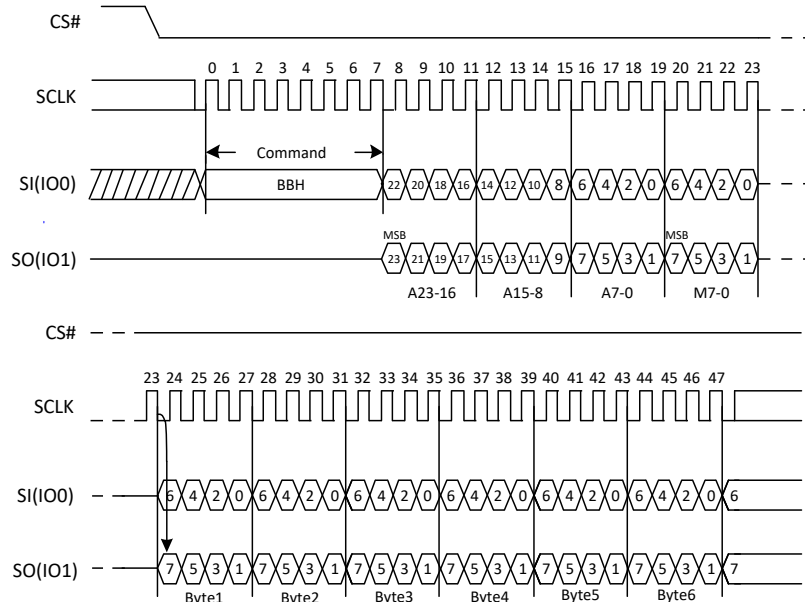 CS#
0 1 2 3 4 5 6 7 8 9 10 11 12 13 14 15 16 17 18 19 20 21 22 23
SCLK
Command
SI(IO0) BBH 22 20 18 16 14 12 10 8 6 4 2 0 6 4 2 0
MSB MSB
SO(IO1) 23 21 19 17 15 13 11 9 7 5 3 1 7 5 3 1
A23-16 A15-8 A7-0 M7-0
CS#
23 24 25 26 27 28 29 30 31 32 33 34 35 36 37 38 39 40 41 42 43 44 45 46 47
SCLK
SI(IO0) 6 4 2 0 6 4 2 0 6 4 2 0 6 4 2 0 6 4 2 0 6 4 2 0 6
SO(IO1) 7 5 3 1 7 5 3 1 7 5 3 1 7 5 3 1 7 5 3 1 7 5 3 1 7
Byte1 Byte2 Byte3 Byte4 Byte5 Byte6